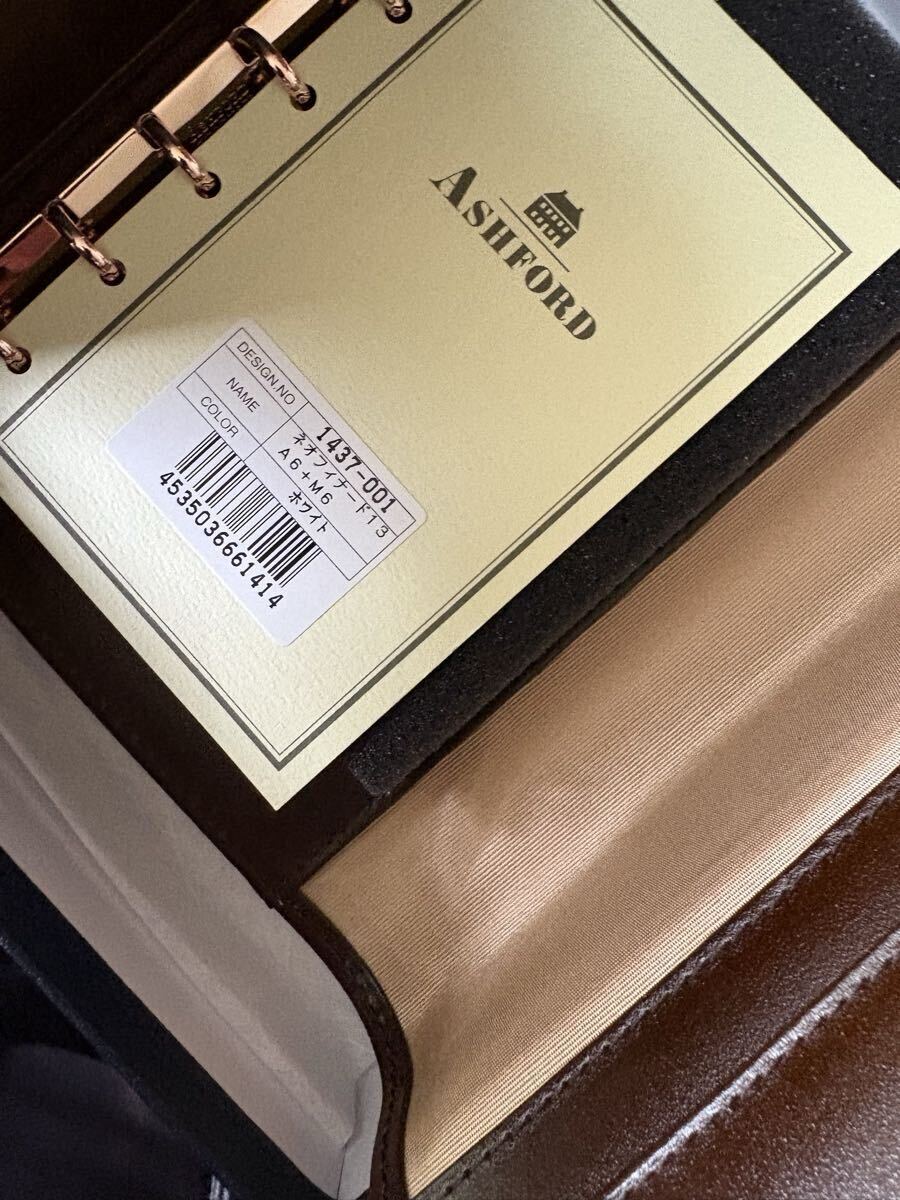 ASHFORD
DESIGN.NO 1437-001
NAME ネオフィナード13
A6+M6
COLOR ホワイト
4535036661414